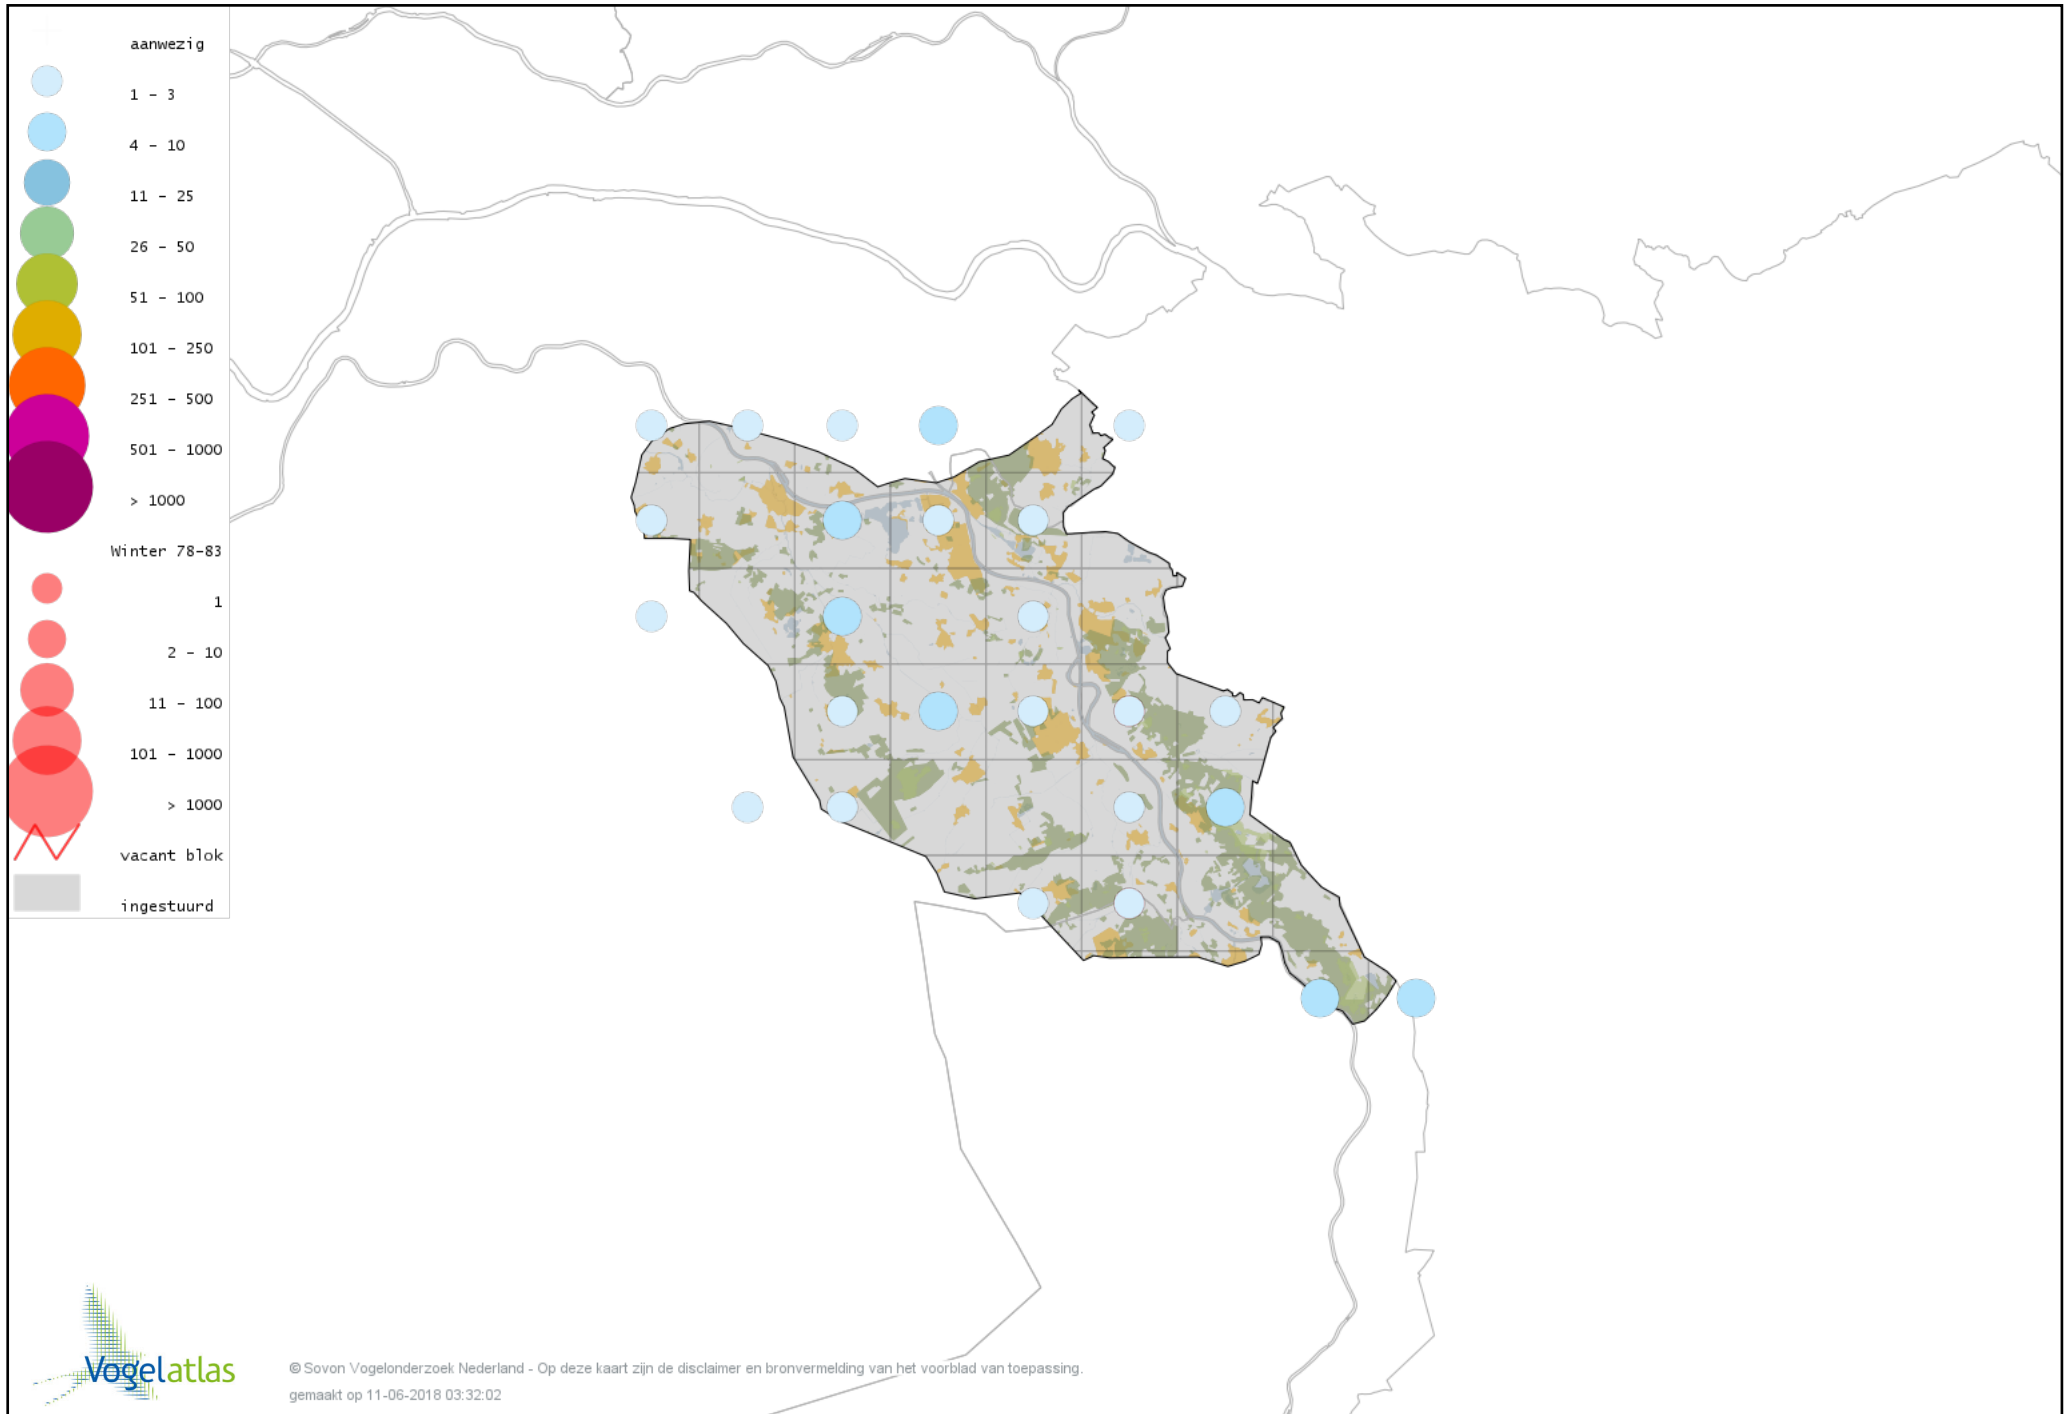 aanwezig
1 - 3
4 - 10
11 - 25
26 - 50
51 - 100
101 - 250
251 - 500
501 - 1000
> 1000
Winter 78-83
1
2 - 10
11 - 100
101 - 1000
> 1000
vacant blok
ingestuurd
Vogelatlas
© Sovon Vogelonderzoek Nederland - Op deze kaart zijn de disclaimer en bronvermelding van het voorblad van toepassing.
gemaakt op 11-06-2018 03:32:02